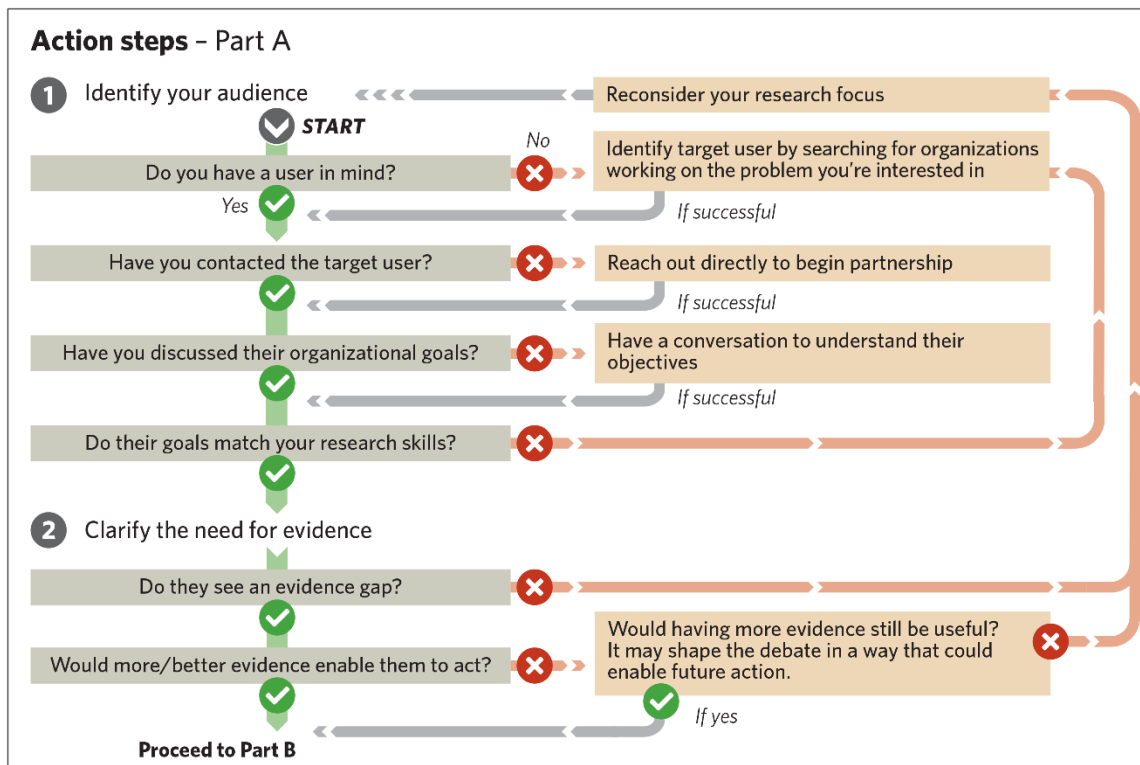 Action steps – Part A
1 Identify your audience
Reconsider your research focus
START
No
Do you have a user in mind?
Identify target user by searching for organizations
working on the problem you're interested in
Yes
If successful
Have you contacted the target user?
Reach out directly to begin partnership
If successful
Have you discussed their organizational goals?
Have a conversation to understand their
objectives
If successful
Do their goals match your research skills?
2 Clarify the need for evidence
Do they see an evidence gap?
Would more/better evidence enable them to act?
Would having more evidence still be useful?
It may shape the debate in a way that could
enable future action.
If yes
Proceed to Part B